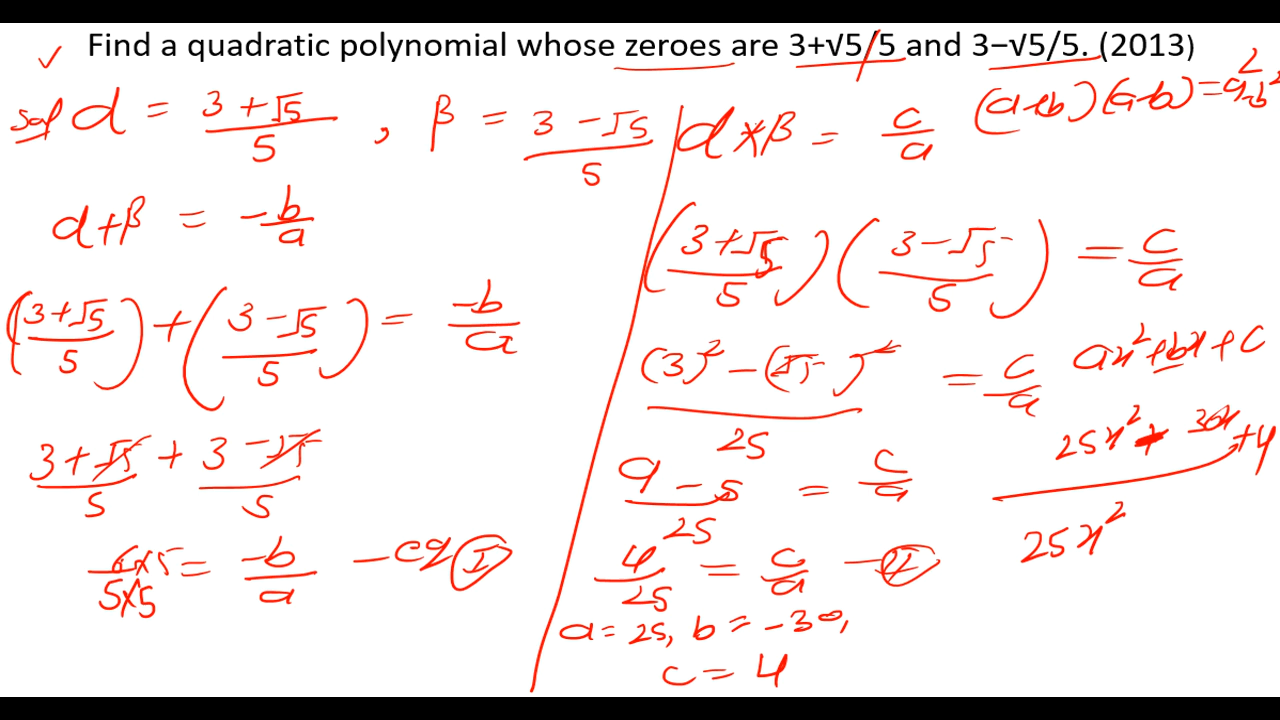 Find a quadratic polynomial whose zeroes are 3+√5/5 and 3−√5/5. (2013)
Sol α = (3+√5)/5 , β = (3-√5)/5
α+β = -b/a
((3+√5)/5) + ((3-√5)/5) = -b/a
(3+√5)/5 + (3-√5)/5
(6×5)/(5×5) = -b/a - eq I
α×β = c/a
(a+b)(a-b)=a²-b²
((3+√5)/5) ((3-√5)/5) = c/a
((3)² - (√5)²)/25 = c/a
(9-5)/25 = c/a
4/25 = c/a - II
a=25, b=-30,
c=4
ax²+bx+c
25x² - 30x +4
25x²